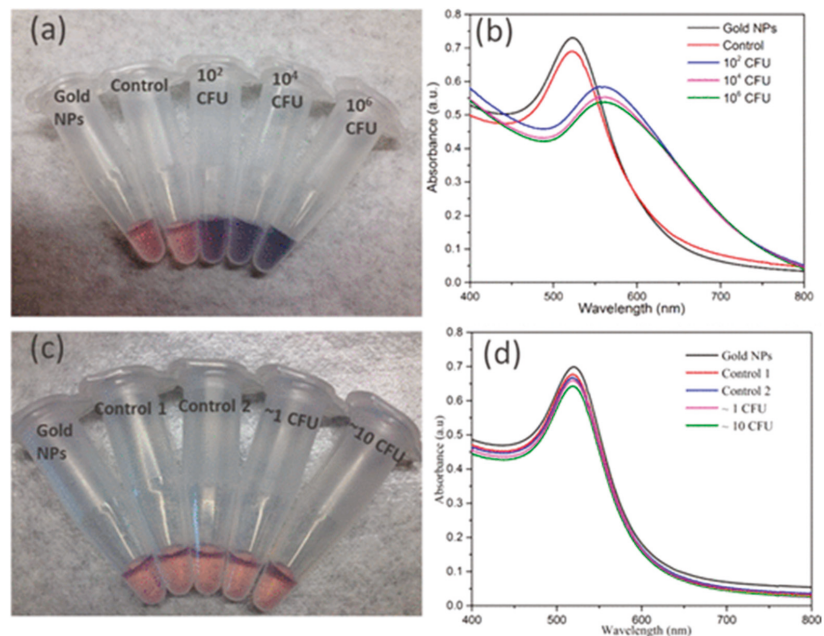 (a)
Gold
NPs
Control
10² CFU
10⁴ CFU
10⁶ CFU
(b)
Gold NPs
Control
10² CFU
10⁴ CFU
10⁶ CFU
0.8
0.7
0.6
0.5
0.4
0.3
0.2
0.1
0.0
Absorbance (a.u.)
400 500 600 700 800
Wavelength (nm)
(c)
Gold
NPs
Control 1
Control 2
~1 CFU
~10 CFU
(d)
Gold NPs
Control 1
Control 2
~ 1 CFU
~ 10 CFU
0.8
0.7
0.6
0.5
0.4
0.3
0.2
0.1
0.0
Absorbance (a.u)
400 500 600 700 800
Wavelength (nm)